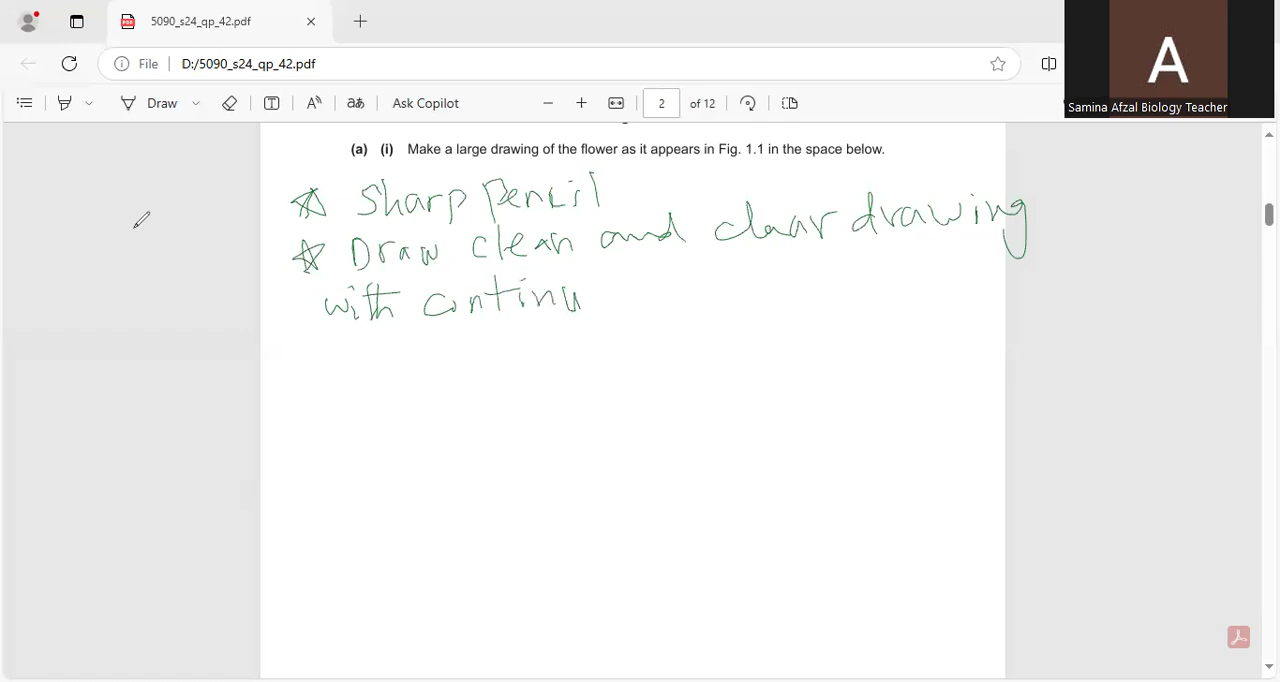 5090_s24_qp_42.pdf
File D:/5090_s24_qp_42.pdf
Draw Ask Copilot 2 of 12
A
Samina Afzal Biology Teacher
(a) (i) Make a large drawing of the flower as it appears in Fig. 1.1 in the space below.
Sharp Pencil
Draw clean and clear drawing
with continu